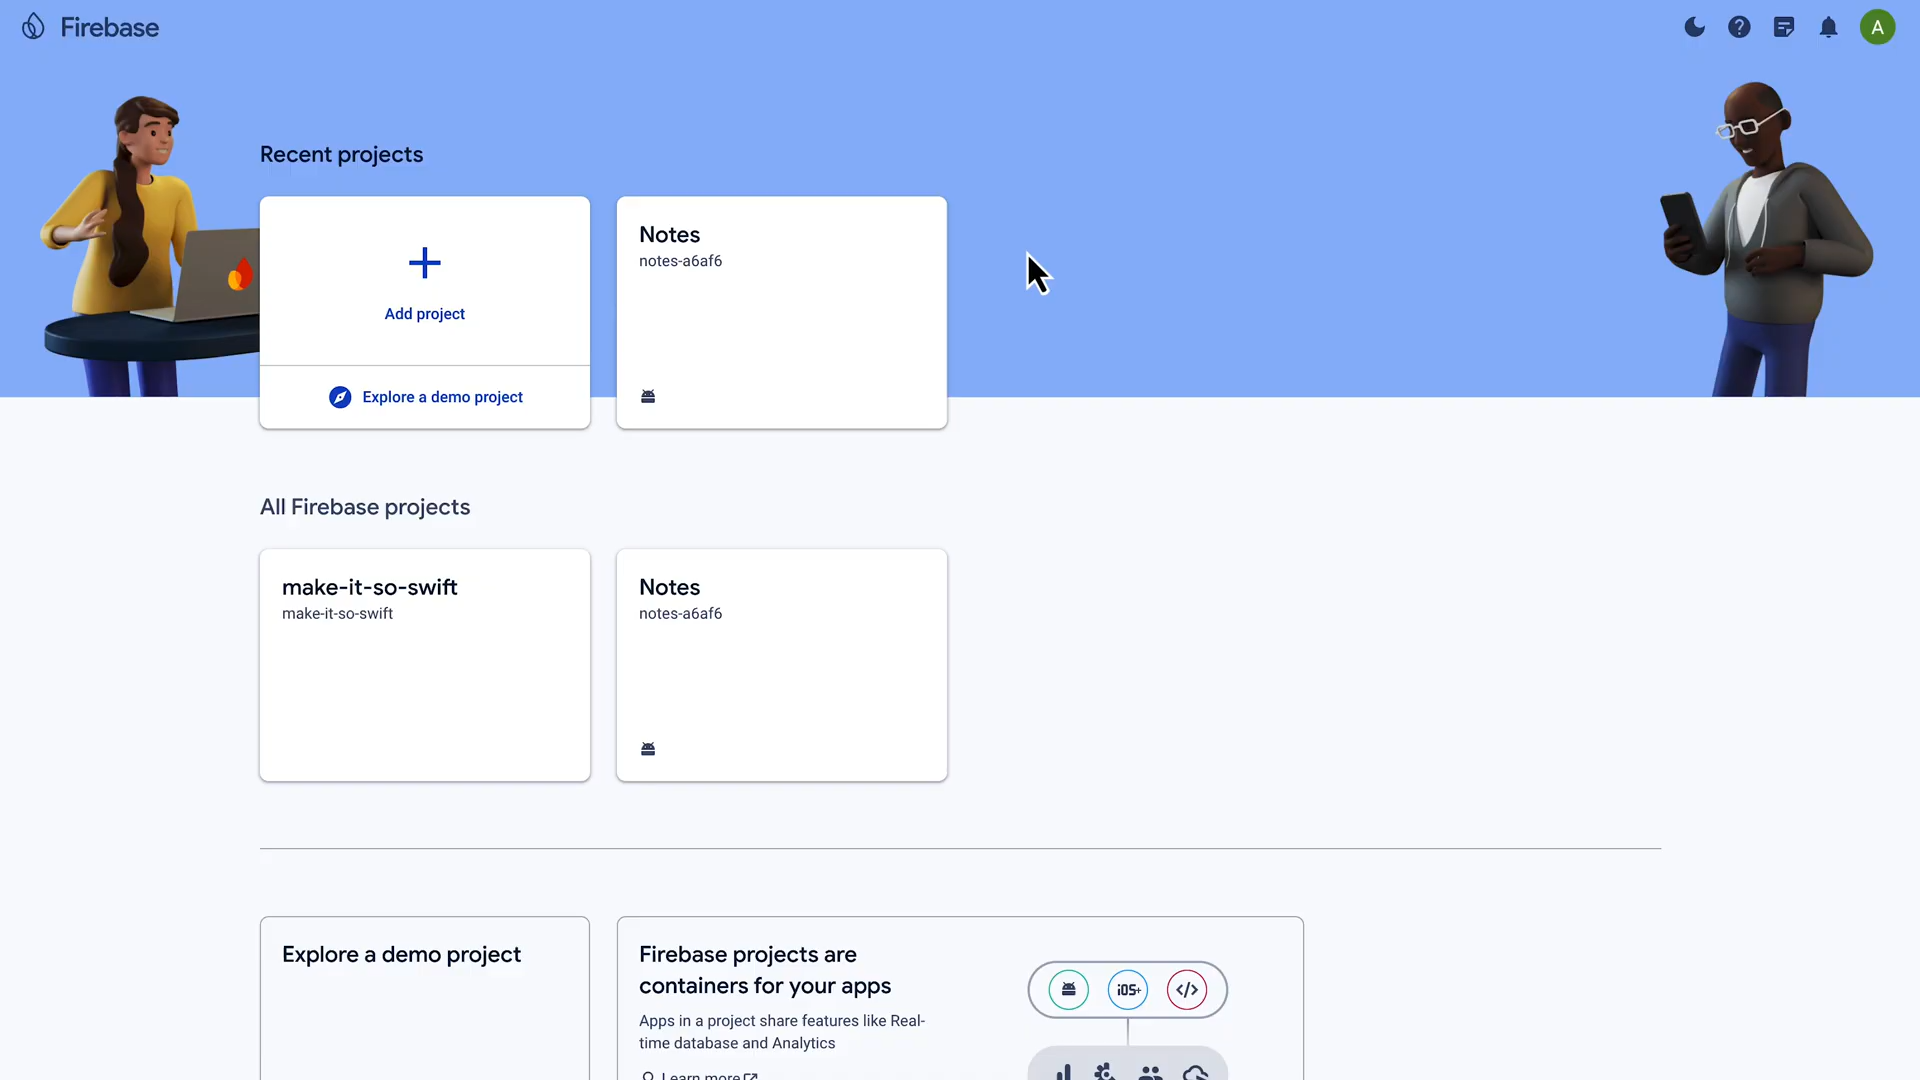 Firebase
A
Recent projects
Add project
Explore a demo project
Notes
notes-a6af6
All Firebase projects
make-it-so-swift
make-it-so-swift
Notes
notes-a6af6
Explore a demo project
Firebase projects are
containers for your apps
Apps in a project share features like Real-
time database and Analytics
Learn more
iOS+